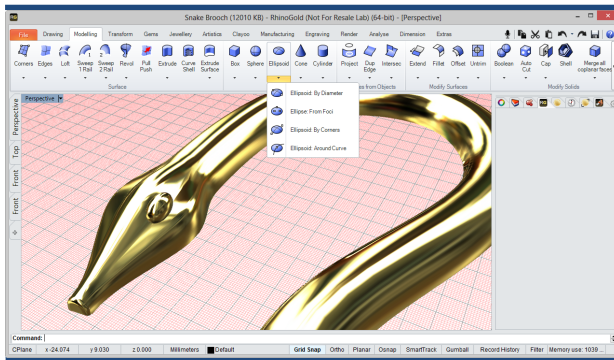 Snake Brooch (12010 KB) - RhinoGold (Not For Resale Lab) (64-bit) - [Perspective]
File Drawing Modelling Transform Gems Jewellery Artistics Clayoo Manufacturing Engraving Render Analyse Dimension Extras
Corners Edges Loft Sweep 1 Rail Sweep 2 Rail Revol Pull Push Extrude Curve Shell Extrude Surface Box Sphere Ellipsoid Cone Cylinder Project Dup Edge Intersec Extend Fillet Offset Untrim Boolean Auto Cut Cap Shell Merge all coplanar faces
Surface es from Objects Modify Surfaces Modify Solids
Perspective
Ellipsoid: By Diameter
Ellipse: From Foci
Ellipsoid: By Corners
Ellipsoid: Around Curve
Perspective
Top
Front
Front
Command:
CPlane x -24.074 y 9.030 z 0.000 Millimeters Default Grid Snap Ortho Planar Osnap SmartTrack Gumball Record History Filter Memory use: 1039 ...